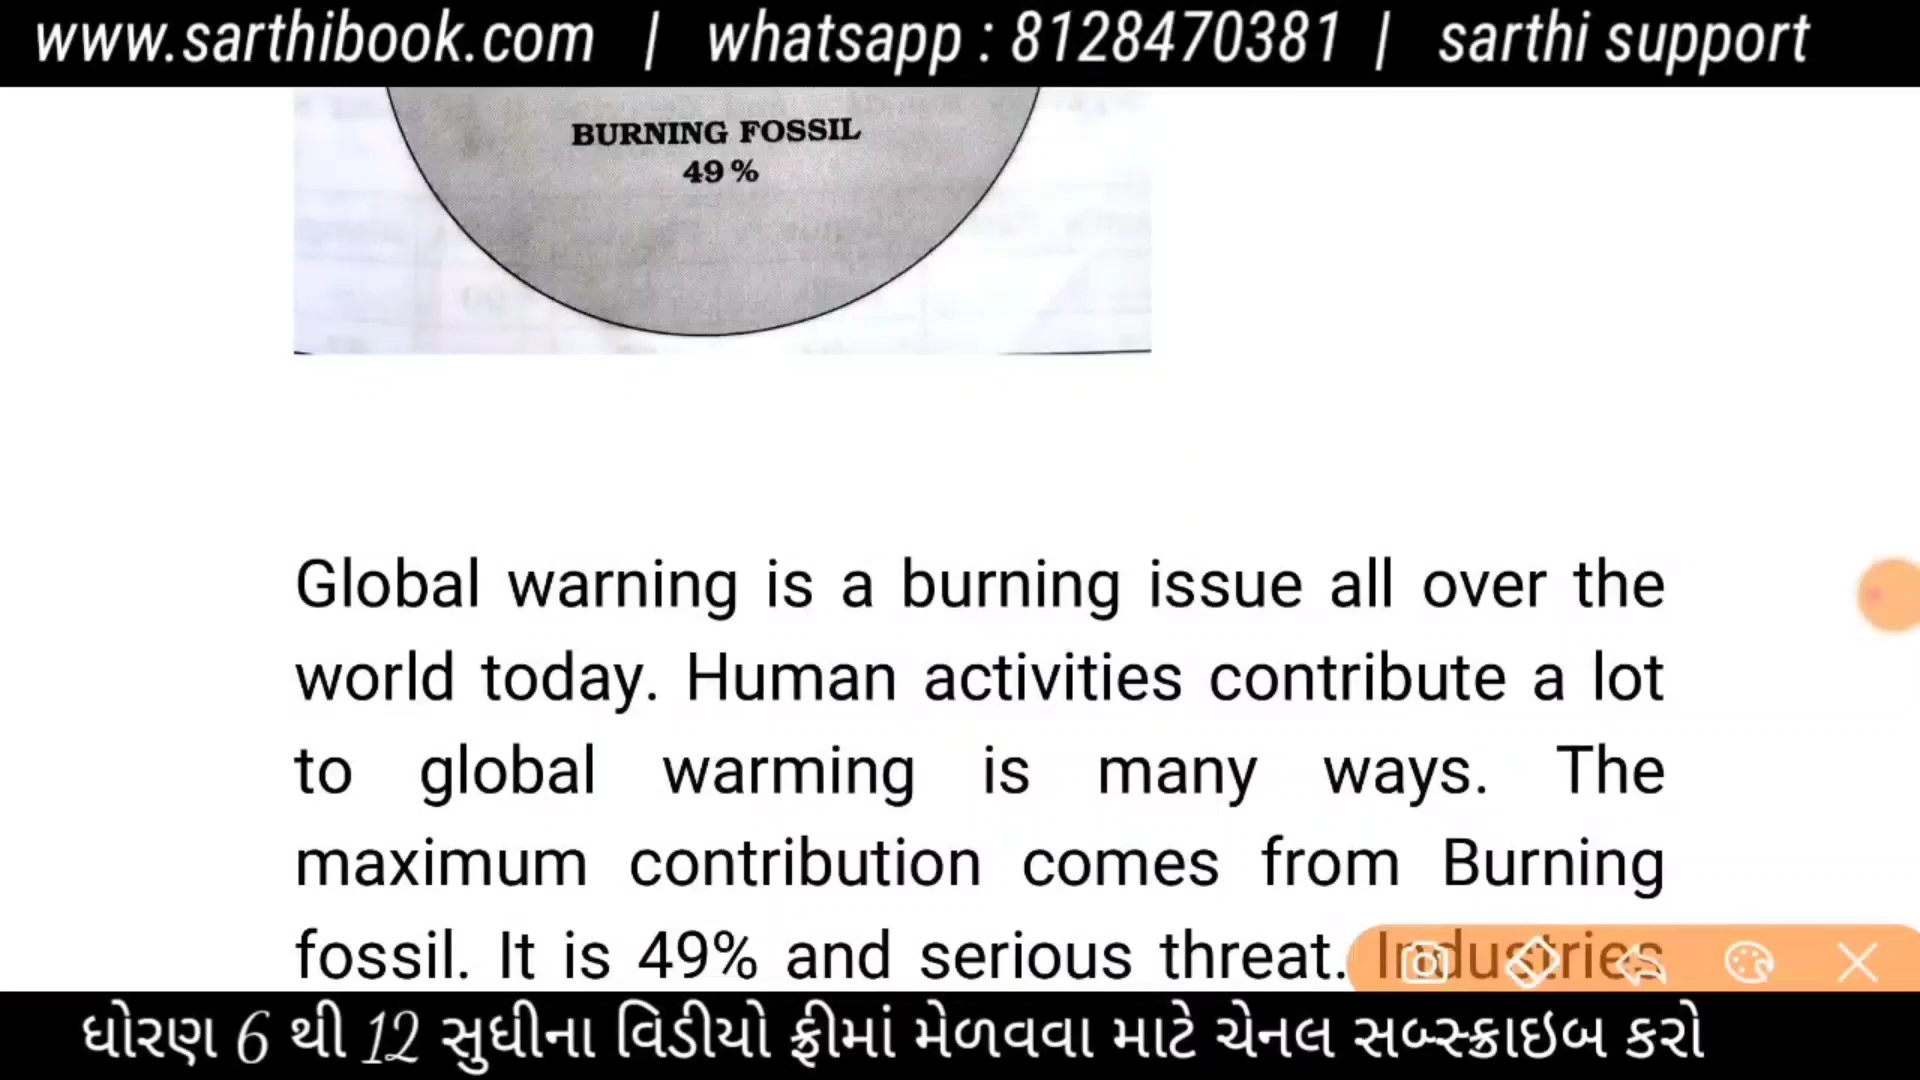 www.sarthibook.com | whatsapp : 8128470381 | sarthi support
BURNING FOSSIL
49 %
Global warning is a burning issue all over the
world today. Human activities contribute a lot
to global warming is many ways. The
maximum contribution comes from Burning
fossil. It is 49% and serious threat. Industries
ધોરણ 6 થી 12 સુધીના વિડીયો ફ્રીમાં મેળવવા માટે ચેનલ સબ્સ્ક્રાઇબ કરો